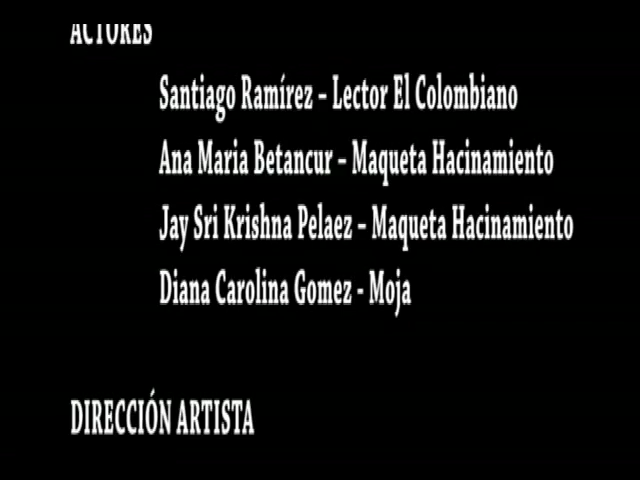 ACTORES
Santiago Ramírez – Lector El Colombiano
Ana Maria Betancur – Maqueta Hacinamiento
Jay Sri Krishna Pelaez – Maqueta Hacinamiento
Diana Carolina Gomez - Moja
DIRECCIÓN ARTISTA